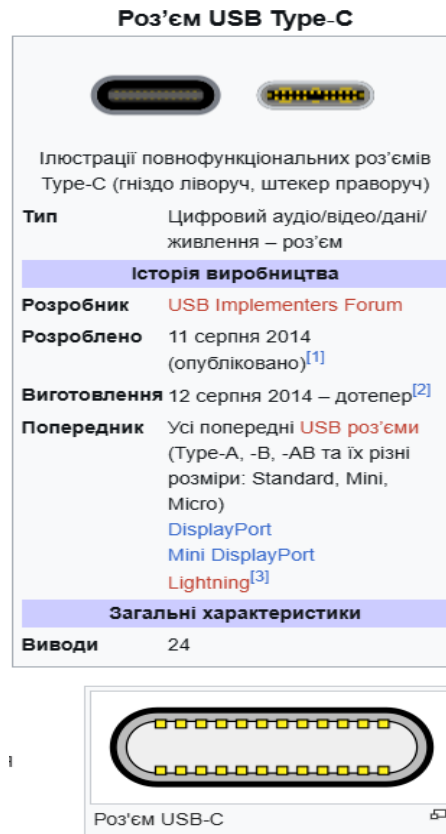 Роз’єм USB Type-C
Ілюстрації повнофункціональних роз’ємів
Type-C (гніздо ліворуч, штекер праворуч)
Тип Цифровий аудіо/відео/дані/
живлення – роз’єм
Історія виробництва
Розробник USB Implementers Forum
Розроблено 11 серпня 2014
(опубліковано)[1]
Виготовлення 12 серпня 2014 – дотепер[2]
Попередник Усі попередні USB роз’єми
(Type-A, -B, -AB та їх різні
розміри: Standard, Mini,
Micro)
DisplayPort
Mini DisplayPort
Lightning[3]
Загальні характеристики
Виводи 24
Роз'єм USB-C